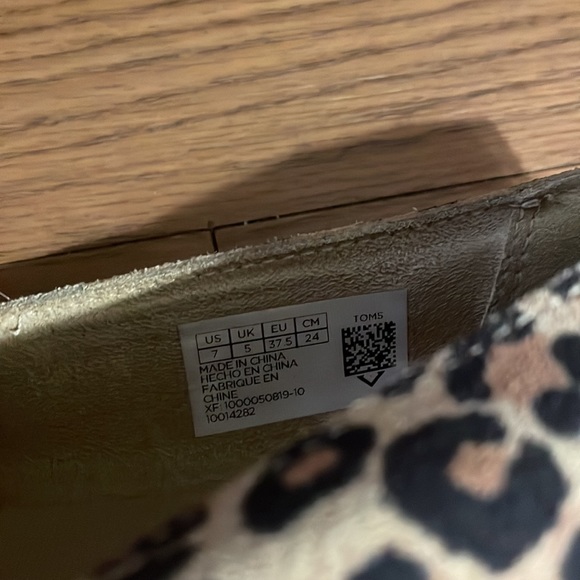 US UK EU CM
7 5 37.5 24
MADE IN CHINA
HECHO EN CHINA
FABRIQUE EN
CHINE
XF: 1000050819-10
10014282
TOMS